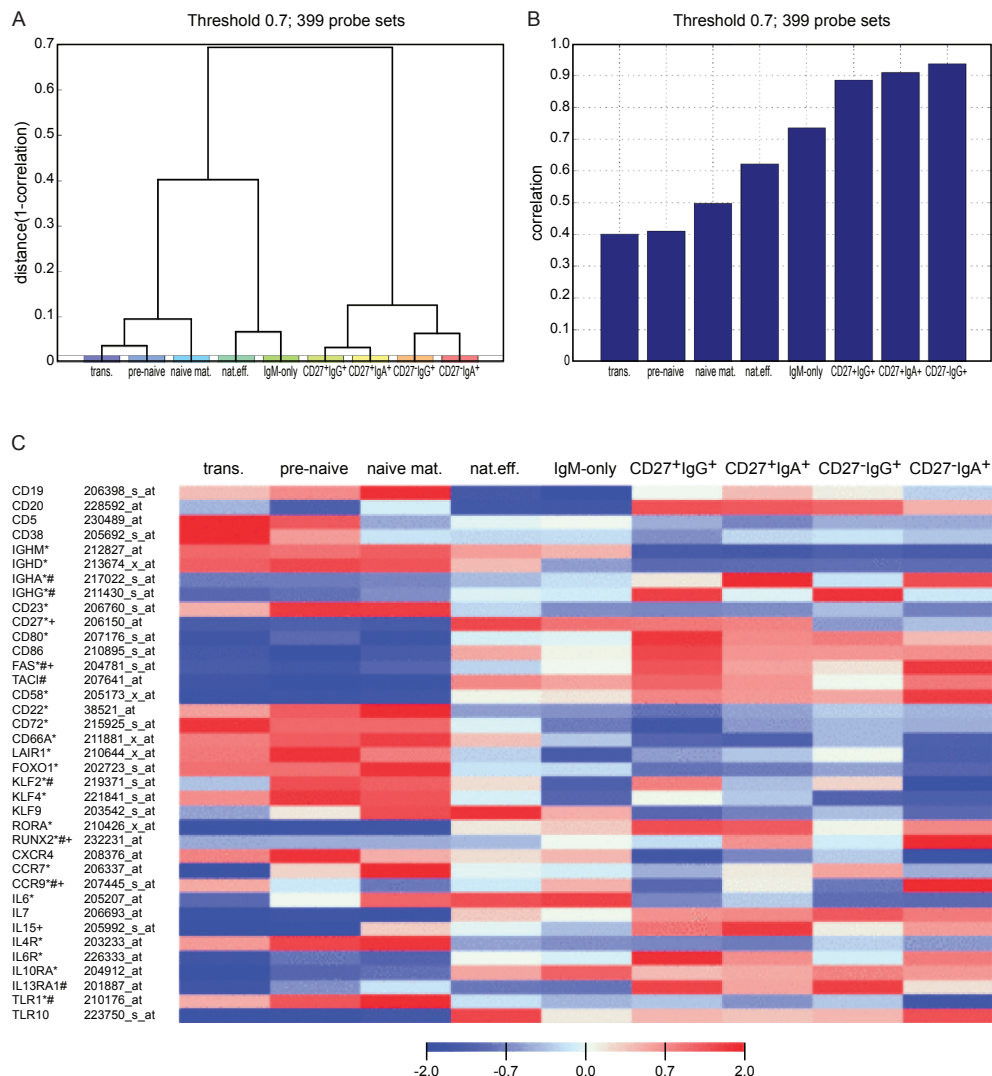 A
Threshold 0.7; 399 probe sets
0.7
0.6
0.5
0.4
0.3
0.2
0.1
0
distance(1-correlation)
trans. pre-naive naive mat. nat.eff. IgM-only CD27⁺IgG⁺ CD27⁺IgA⁺ CD27⁻IgG⁺ CD27⁻IgA⁺
B
Threshold 0.7; 399 probe sets
1.0
0.9
0.8
0.7
0.6
0.5
0.4
0.3
0.2
0.1
0
correlation
trans. pre-naive naive mat. nat.eff. IgM-only CD27+IgG+ CD27+IgA+ CD27-IgG+
C
trans. pre-naive naive mat. nat.eff. IgM-only CD27⁺IgG⁺ CD27⁺IgA⁺ CD27⁻IgG⁺ CD27⁻IgA⁺
CD19 206398_s_at
CD20 228592_at
CD5 230489_at
CD38 205692_s_at
IGHM* 212827_at
IGHD* 213674_x_at
IGHA*# 217022_s_at
IGHG*# 211430_s_at
CD23* 206760_s_at
CD27*+ 206150_at
CD80* 207176_s_at
CD86 210895_s_at
FAS*#+ 204781_s_at
TACI# 207641_at
CD58* 205173_x_at
CD22* 38521_at
CD72* 215925_s_at
CD66A* 211881_x_at
LAIR1* 210644_x_at
FOXO1* 202723_s_at
KLF2*# 219371_s_at
KLF4* 221841_s_at
KLF9 203542_s_at
RORA* 210426_x_at
RUNX2*#+ 232231_at
CXCR4 208376_at
CCR7* 206337_at
CCR9*#+ 207445_s_at
IL6* 205207_at
IL7 206693_at
IL15+ 205992_s_at
IL4R* 203233_at
IL6R* 226333_at
IL10RA* 204912_at
IL13RA1# 201887_at
TLR1*# 210176_at
TLR10 223750_s_at
-2.0 -0.7 0.0 0.7 2.0